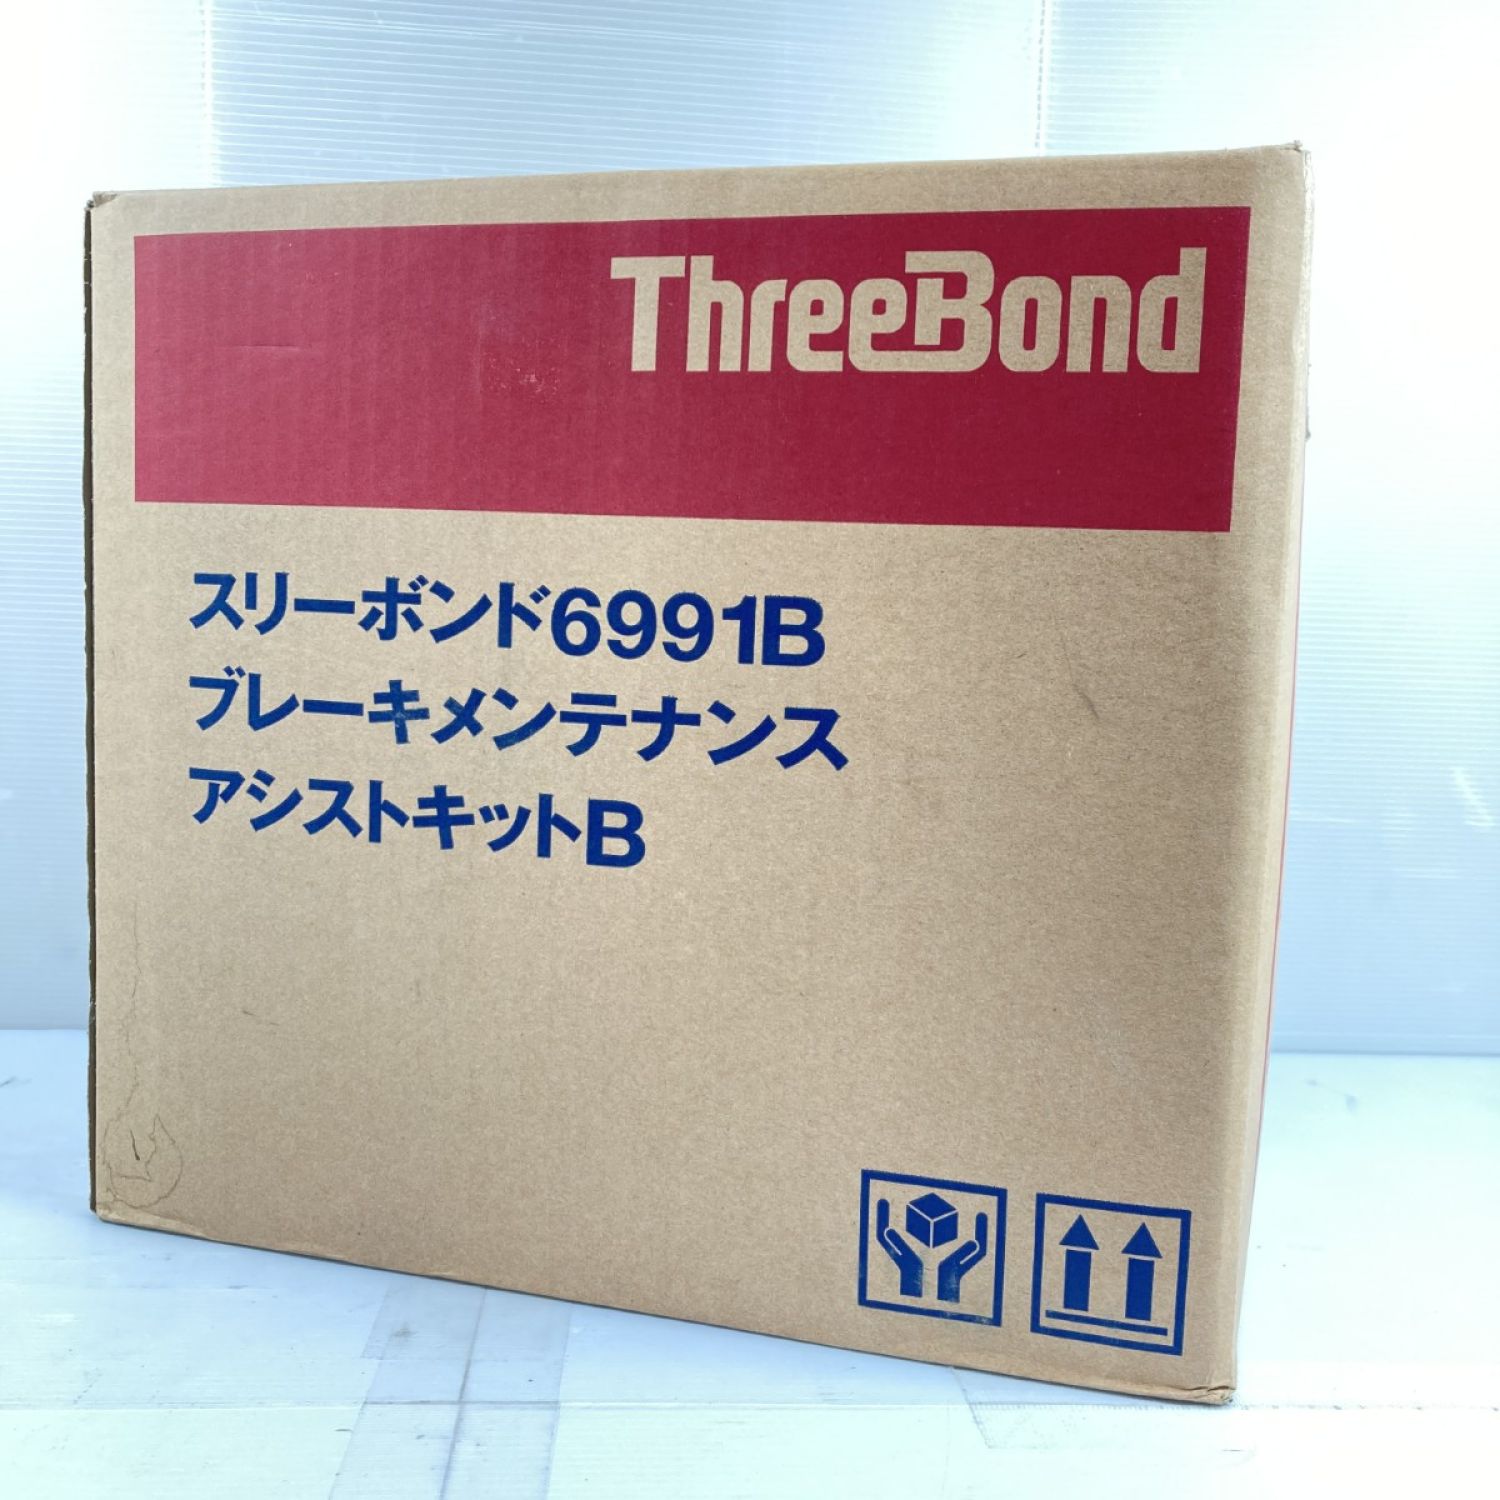 ThreeBond
スリーボンド6991B
ブレーキメンテナンス
アシストキットB